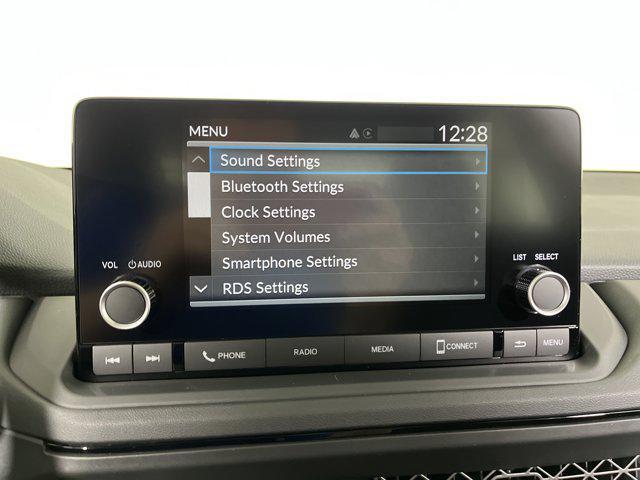 MENU 12:28
Sound Settings
Bluetooth Settings
Clock Settings
System Volumes
Smartphone Settings
RDS Settings
VOL AUDIO
LIST SELECT
PHONE RADIO MEDIA CONNECT MENU